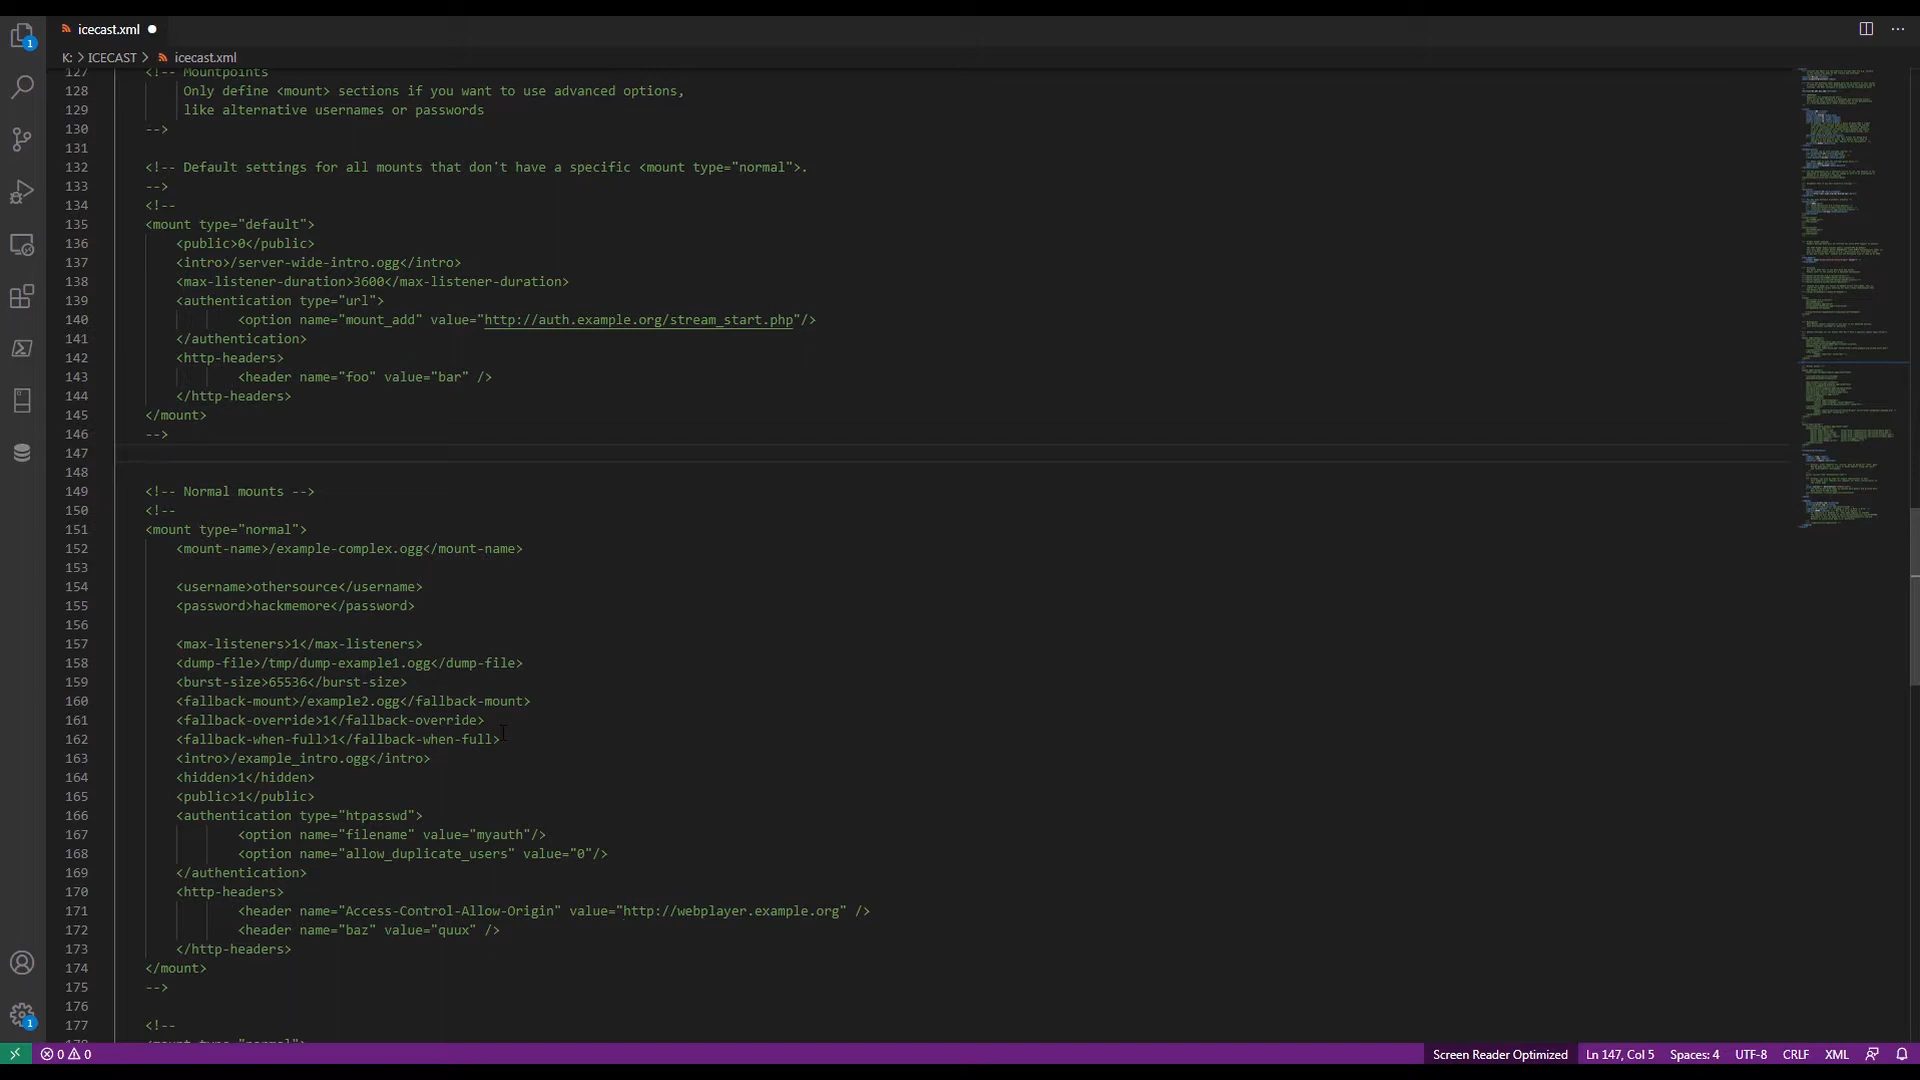 icecast.xml
K: > ICECAST > icecast.xml
127 <!-- Mountpoints
128 Only define <mount> sections if you want to use advanced options,
129 like alternative usernames or passwords
130 -->
131
132 <!-- Default settings for all mounts that don't have a specific <mount type="normal">.
133 -->
134 <!--
135 <mount type="default">
136 <public>0</public>
137 <intro>/server-wide-intro.ogg</intro>
138 <max-listener-duration>3600</max-listener-duration>
139 <authentication type="url">
140 <option name="mount_add" value="http://auth.example.org/stream_start.php"/>
141 </authentication>
142 <http-headers>
143 <header name="foo" value="bar" />
144 </http-headers>
145 </mount>
146 -->
147
148
149 <!-- Normal mounts -->
150 <!--
151 <mount type="normal">
152 <mount-name>/example-complex.ogg</mount-name>
153
154 <username>othersource</username>
155 <password>hackmemore</password>
156
157 <max-listeners>1</max-listeners>
158 <dump-file>/tmp/dump-example1.ogg</dump-file>
159 <burst-size>65536</burst-size>
160 <fallback-mount>/example2.ogg</fallback-mount>
161 <fallback-override>1</fallback-override>
162 <fallback-when-full>1</fallback-when-full>
163 <intro>/example_intro.ogg</intro>
164 <hidden>1</hidden>
165 <public>1</public>
166 <authentication type="htpasswd">
167 <option name="filename" value="myauth"/>
168 <option name="allow_duplicate_users" value="0"/>
169 </authentication>
170 <http-headers>
171 <header name="Access-Control-Allow-Origin" value="http://webplayer.example.org" />
172 <header name="baz" value="quux" />
173 </http-headers>
174 </mount>
175 -->
176
177 <!--
1
1
0 0 Screen Reader Optimized Ln 147, Col 5 Spaces: 4 UTF-8 CRLF XML